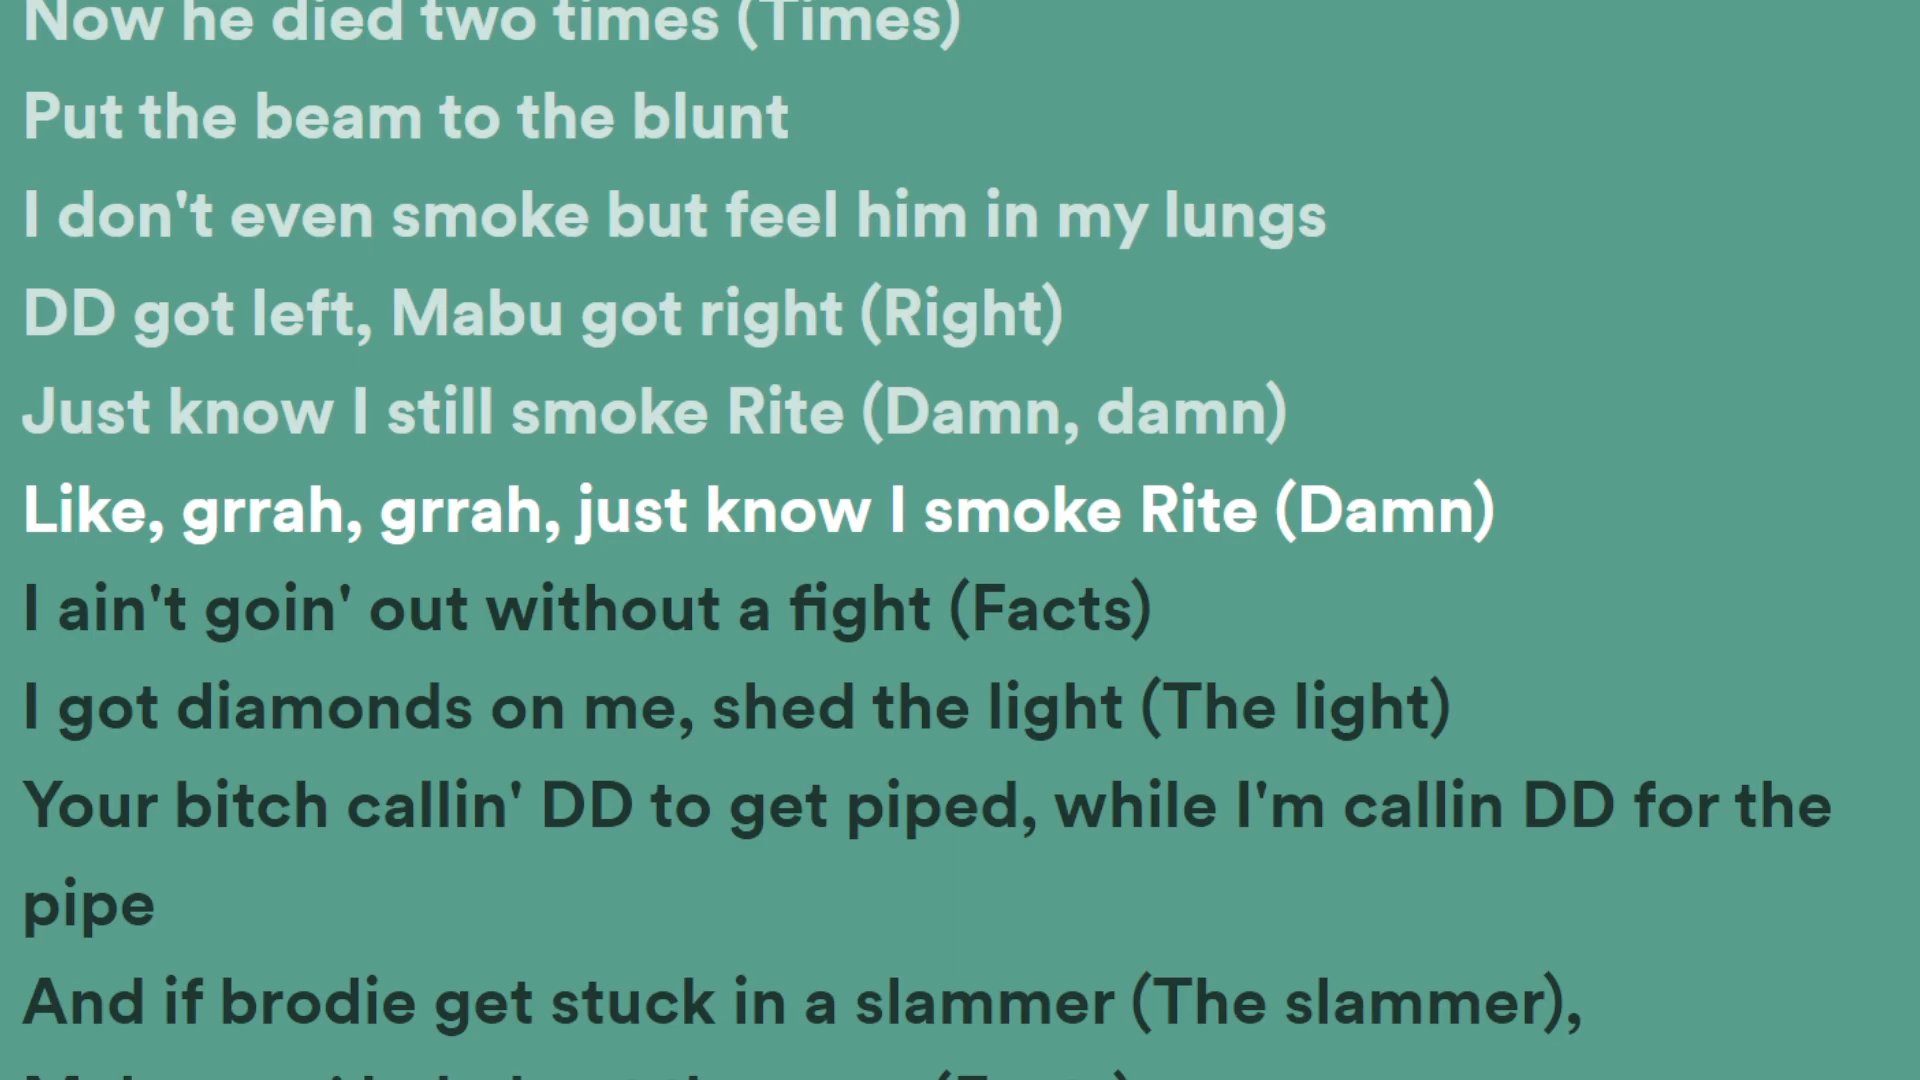 Now he died two times (Times)
Put the beam to the blunt
I don't even smoke but feel him in my lungs
DD got left, Mabu got right (Right)
Just know I still smoke Rite (Damn, damn)
Like, grrah, grrah, just know I smoke Rite (Damn)
I ain't goin' out without a fight (Facts)
I got diamonds on me, shed the light (The light)
Your bitch callin' DD to get piped, while I'm callin DD for the
pipe
And if brodie get stuck in a slammer (The slammer),